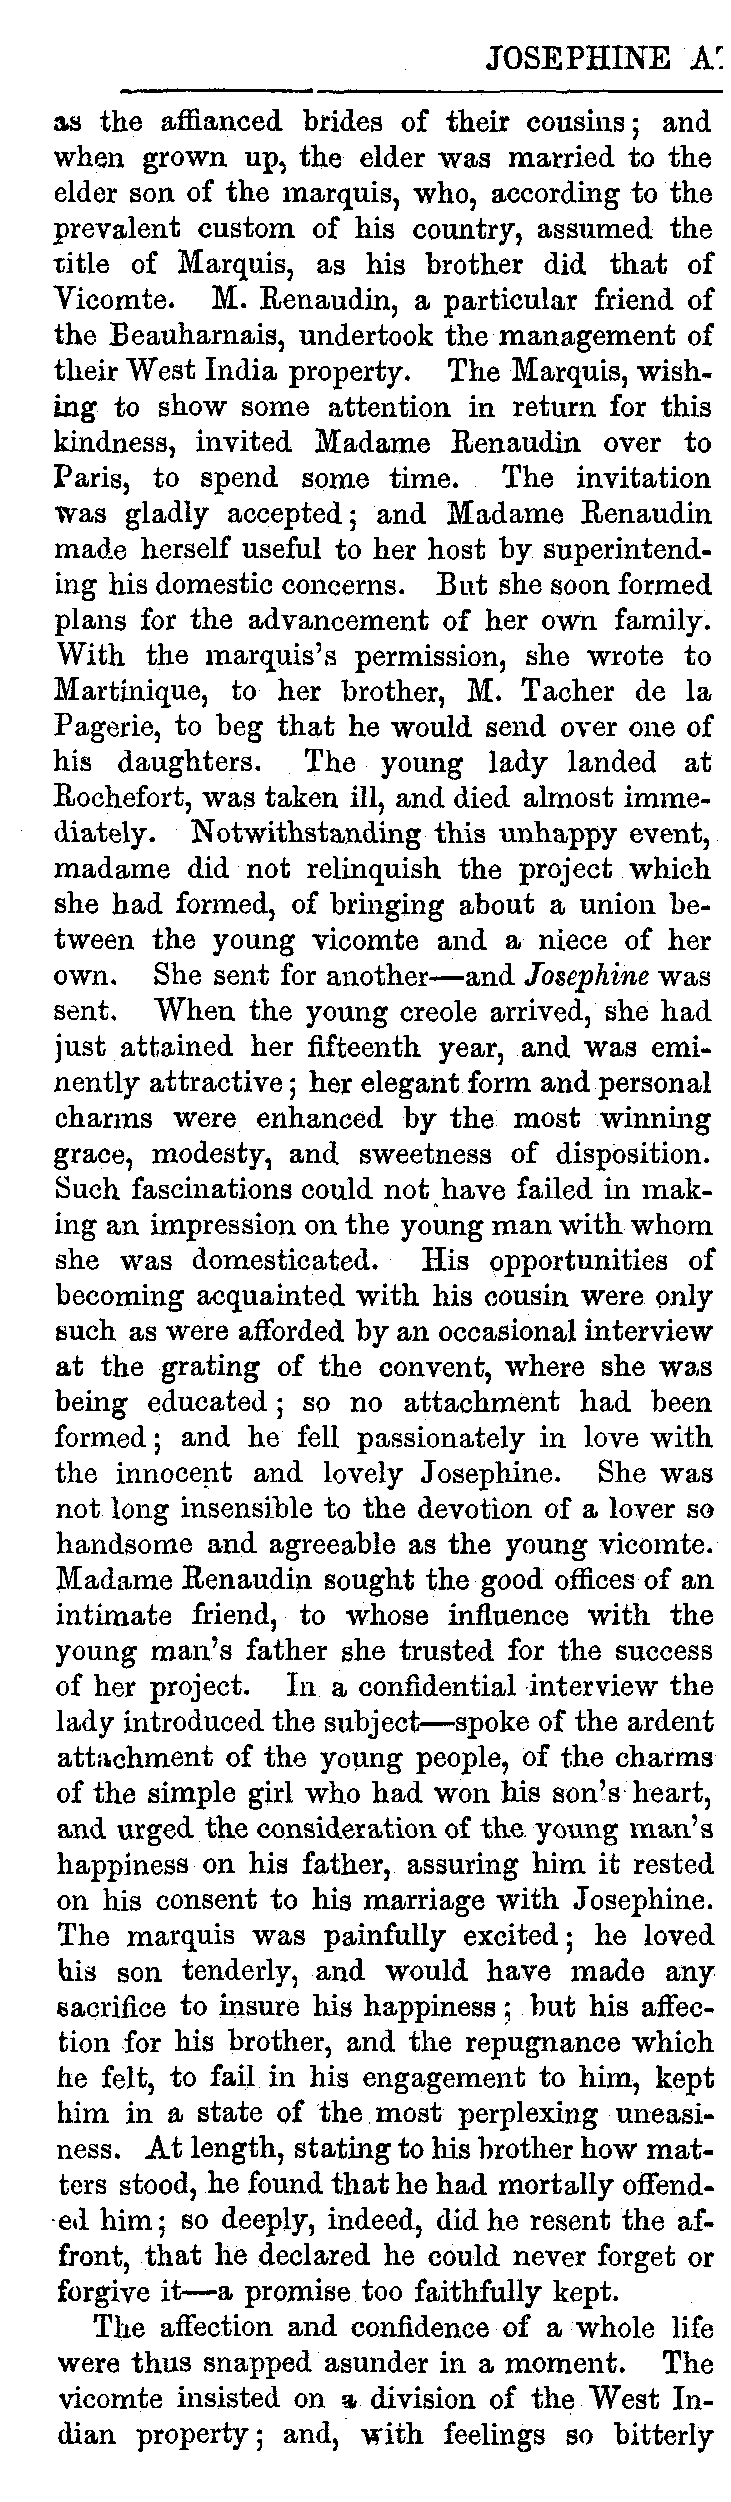 JOSEPHINE AT
as the affianced brides of their cousins; and
when grown up, the elder was married to the
elder son of the marquis, who, according to the
prevalent custom of his country, assumed the
title of Marquis, as his brother did that of
Vicomte. M. Renaudin, a particular friend of
the Beauharnais, undertook the management of
their West India property. The Marquis, wish-
ing to show some attention in return for this
kindness, invited Madame Renaudin over to
Paris, to spend some time. The invitation
was gladly accepted; and Madame Renaudin
made herself useful to her host by superintend-
ing his domestic concerns. But she soon formed
plans for the advancement of her own family.
With the marquis's permission, she wrote to
Martinique, to her brother, M. Tacher de la
Pagerie, to beg that he would send over one of
his daughters. The young lady landed at
Rochefort, was taken ill, and died almost imme-
diately. Notwithstanding this unhappy event,
madame did not relinquish the project which
she had formed, of bringing about a union be-
tween the young vicomte and a niece of her
own. She sent for another—and Josephine was
sent. When the young creole arrived, she had
just attained her fifteenth year, and was emi-
nently attractive; her elegant form and personal
charms were enhanced by the most winning
grace, modesty, and sweetness of disposition.
Such fascinations could not have failed in mak-
ing an impression on the young man with whom
she was domesticated. His opportunities of
becoming acquainted with his cousin were only
such as were afforded by an occasional interview
at the grating of the convent, where she was
being educated; so no attachment had been
formed; and he fell passionately in love with
the innocent and lovely Josephine. She was
not long insensible to the devotion of a lover so
handsome and agreeable as the young vicomte.
Madame Renaudin sought the good offices of an
intimate friend, to whose influence with the
young man's father she trusted for the success
of her project. In a confidential interview the
lady introduced the subject—spoke of the ardent
attachment of the young people, of the charms
of the simple girl who had won his son's heart,
and urged the consideration of the young man's
happiness on his father, assuring him it rested
on his consent to his marriage with Josephine.
The marquis was painfully excited; he loved
his son tenderly, and would have made any
sacrifice to insure his happiness; but his affec-
tion for his brother, and the repugnance which
he felt, to fail in his engagement to him, kept
him in a state of the most perplexing uneasi-
ness. At length, stating to his brother how mat-
ters stood, he found that he had mortally offend-
ed him; so deeply, indeed, did he resent the af-
front, that he declared he could never forget or
forgive it—a promise too faithfully kept.
The affection and confidence of a whole life
were thus snapped asunder in a moment. The
vicomte insisted on a division of the West In-
dian property; and, with feelings so bitterly